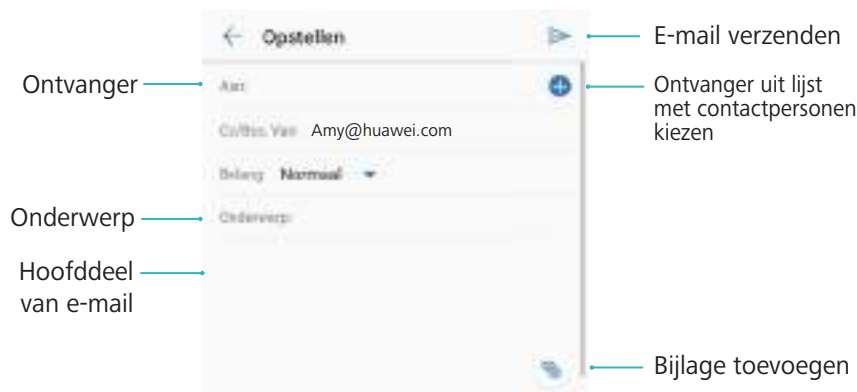 Opstellen
E-mail verzenden
Ontvanger
Aan:
Ontvanger uit lijst
met contactpersonen
kiezen
Cc/Bcc, Van: Amy@huawei.com
Belang: Normaal
Onderwerp
Onderwerp:
Hoofddeel
van e-mail
Bijlage toevoegen